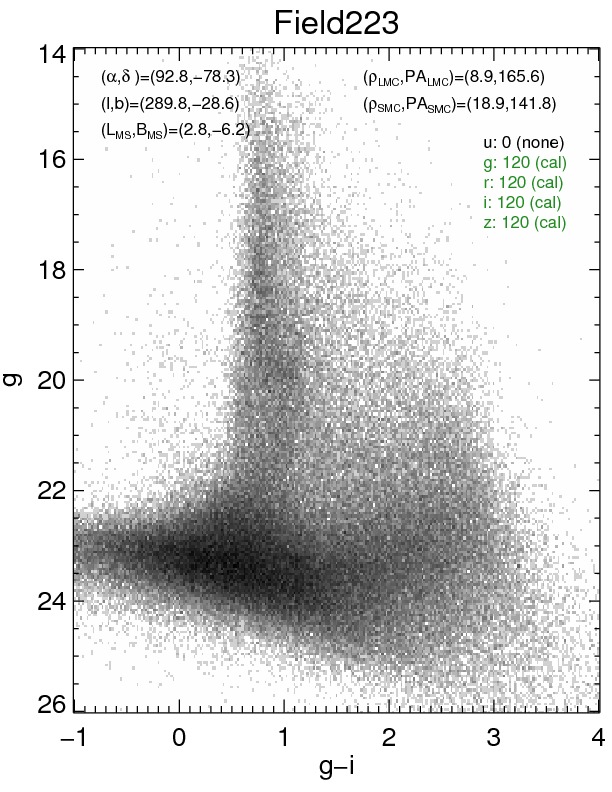 Field223
(α,δ )=(92.8,−78.3)
(ρLMC,PALMC)=(8.9,165.6)
(l,b)=(289.8,−28.6)
(ρSMC,PASMC)=(18.9,141.8)
(LMS,BMS)=(2.8,−6.2)
u: 0 (none)
g: 120 (cal)
r: 120 (cal)
i: 120 (cal)
z: 120 (cal)
14
16
18
20
22
24
26
g
−1 0 1 2 3 4
g−i